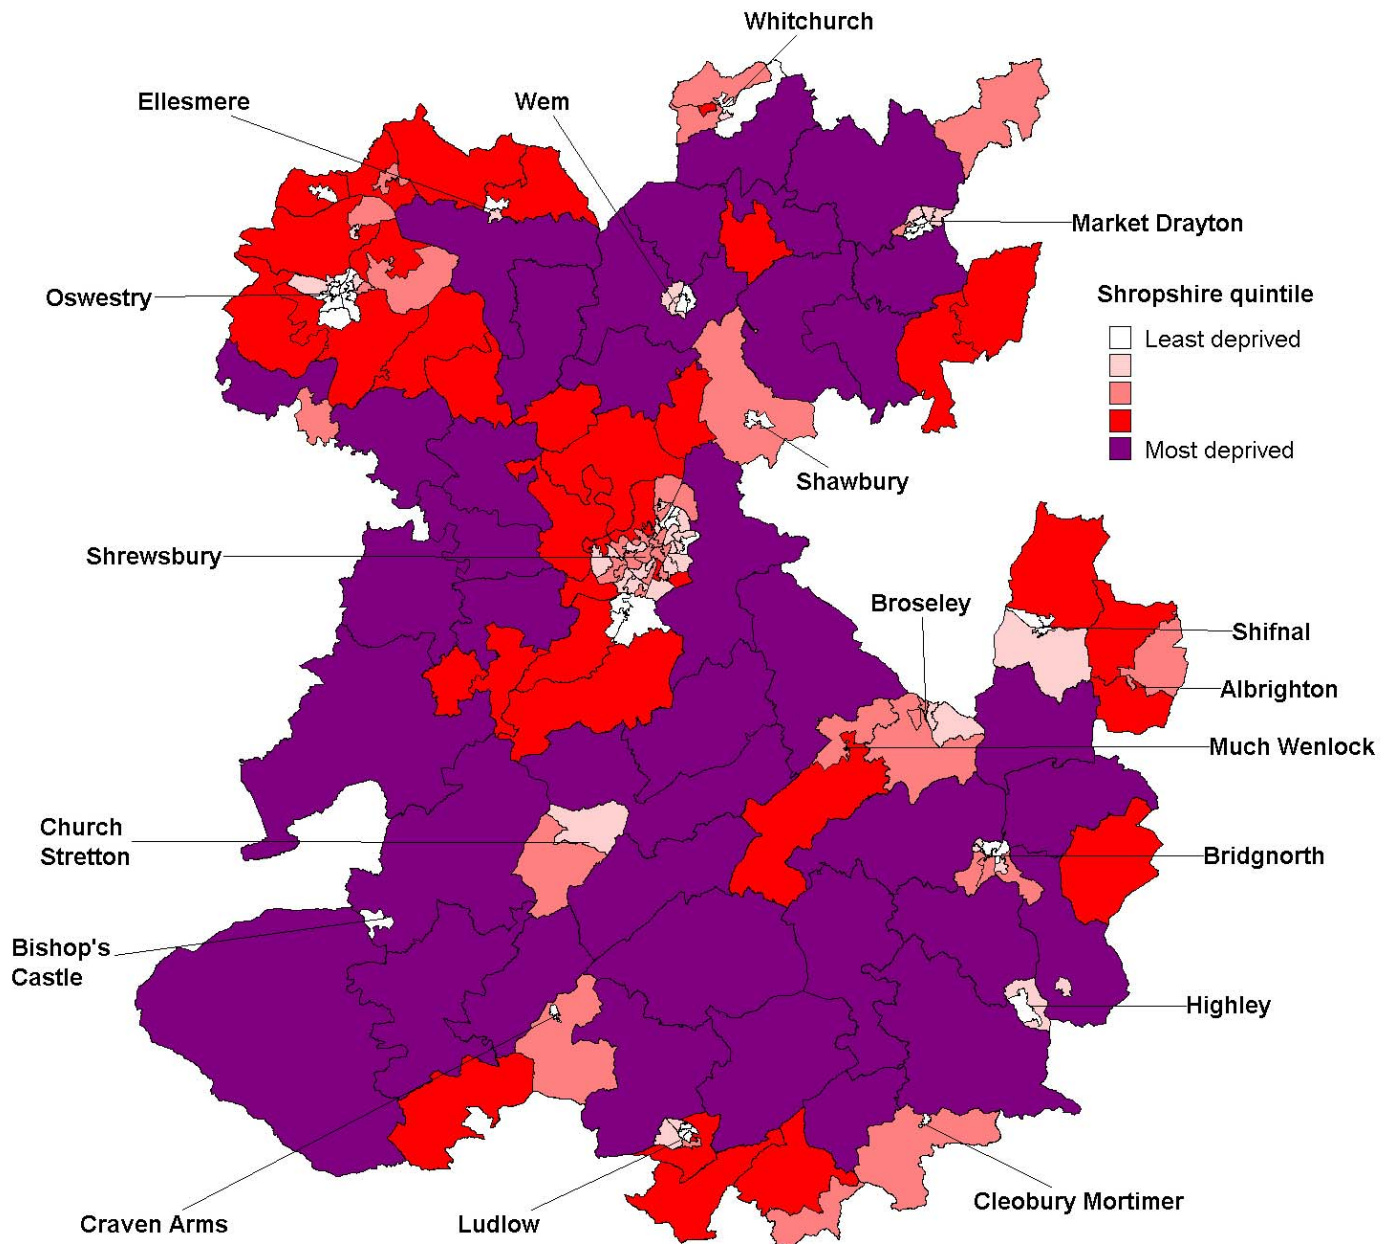 Whitchurch
Ellesmere
Wem
Market Drayton
Oswestry
Shropshire quintile
Least deprived
Most deprived
Shawbury
Shrewsbury
Broseley
Shifnal
Albrighton
Much Wenlock
Church
Stretton
Bridgnorth
Bishop's
Castle
Highley
Cleobury Mortimer
Craven Arms
Ludlow